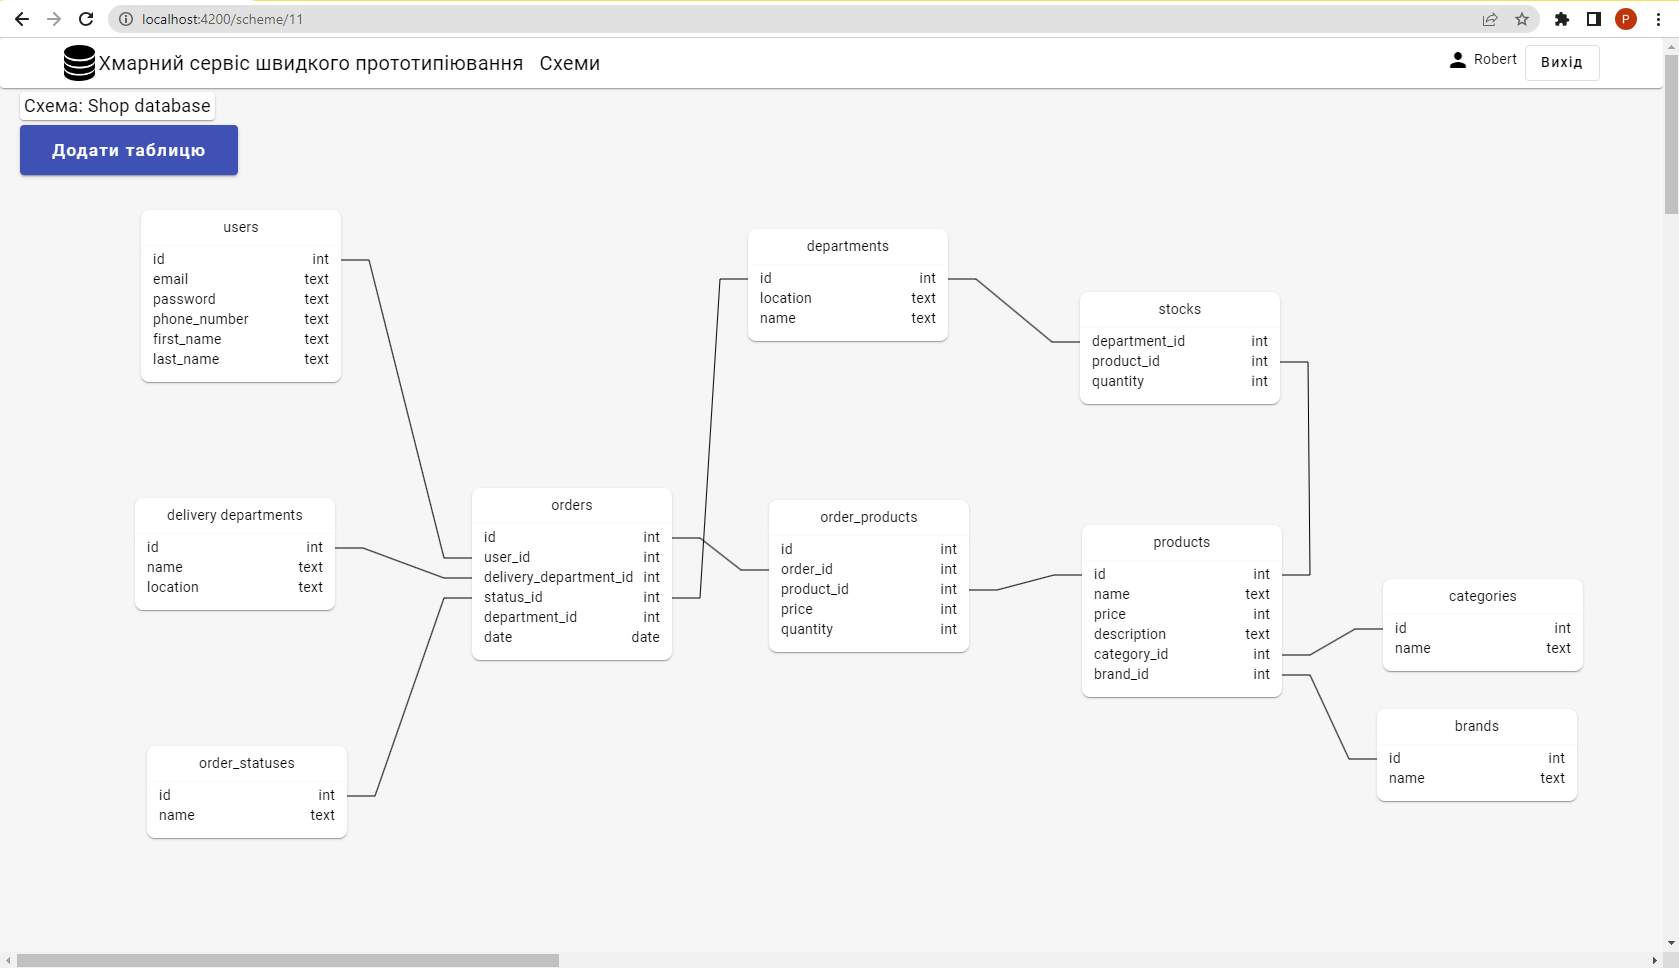 localhost:4200/scheme/11
P
Хмарний сервіс швидкого прототипіювання Схеми
Robert
Вихід
Схема: Shop database
Додати таблицю
users
id int
email text
password text
phone_number text
first_name text
last_name text
departments
id int
location text
name text
stocks
department_id int
product_id int
quantity int
delivery departments
id int
name text
location text
orders
id int
user_id int
delivery_department_id int
status_id int
department_id int
date date
order_products
id int
order_id int
product_id int
price int
quantity int
products
id int
name text
price int
description text
category_id int
brand_id int
categories
id int
name text
brands
id int
name text
order_statuses
id int
name text